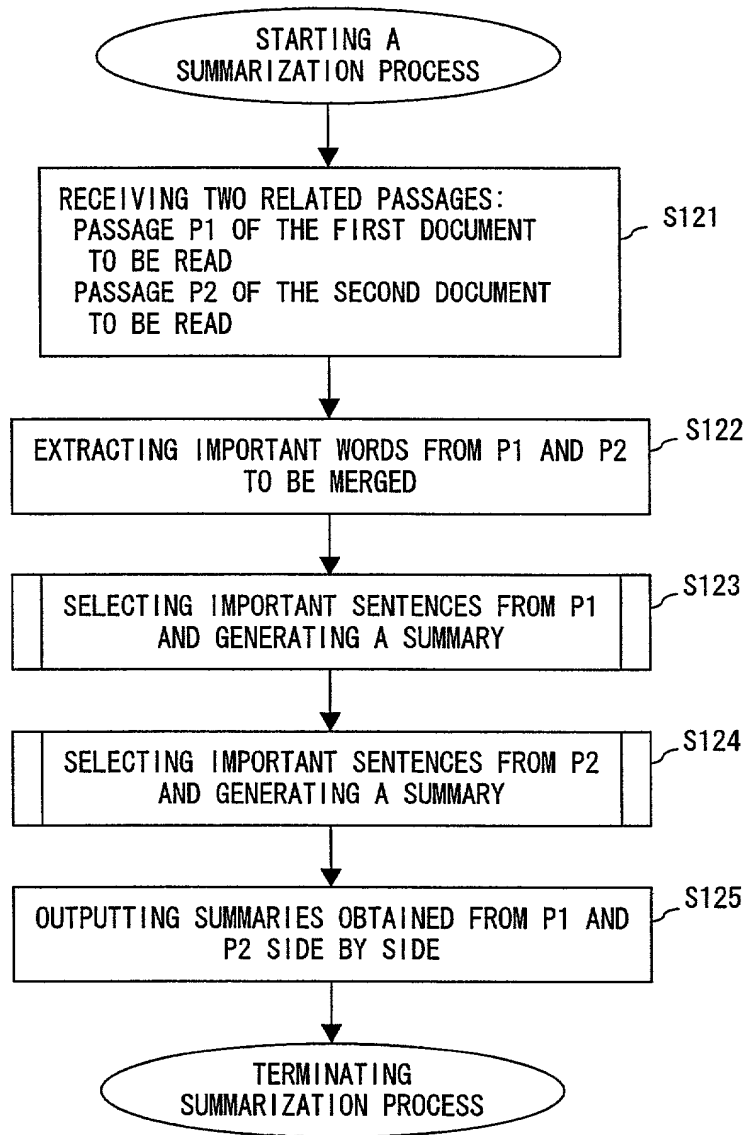 STARTING A
SUMMARIZATION PROCESS
RECEIVING TWO RELATED PASSAGES:
PASSAGE P1 OF THE FIRST DOCUMENT
TO BE READ
PASSAGE P2 OF THE SECOND DOCUMENT
TO BE READ
S121
EXTRACTING IMPORTANT WORDS FROM P1 AND P2
TO BE MERGED
S122
SELECTING IMPORTANT SENTENCES FROM P1
AND GENERATING A SUMMARY
S123
SELECTING IMPORTANT SENTENCES FROM P2
AND GENERATING A SUMMARY
S124
OUTPUTTING SUMMARIES OBTAINED FROM P1 AND
P2 SIDE BY SIDE
S125
TERMINATING
SUMMARIZATION PROCESS